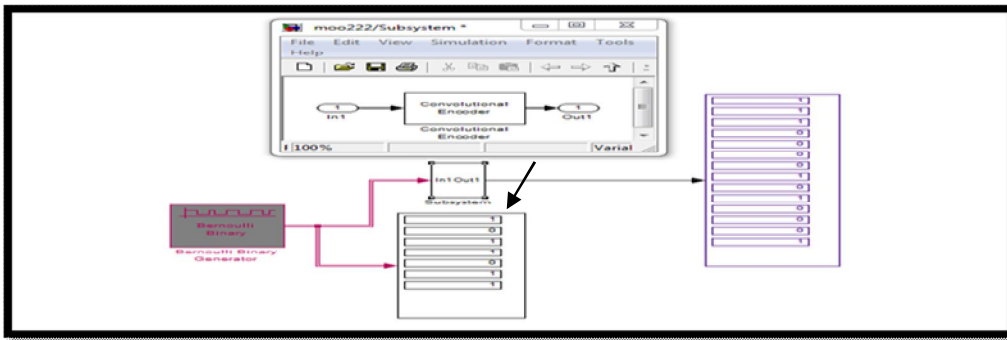 moo222/Subsystem *
File Edit View Simulation Format Tools
Help
1
In1
Convolutional
Encoder
1
Out1
Convolutional
Encoder
100%
Varial
In1 Out1
Subsystem
Bernoulli
Binary
Bernoulli Binary
Generator
1
0
1
1
0
1
1
1
1
1
0
0
0
1
0
0
1
1
0
0
1